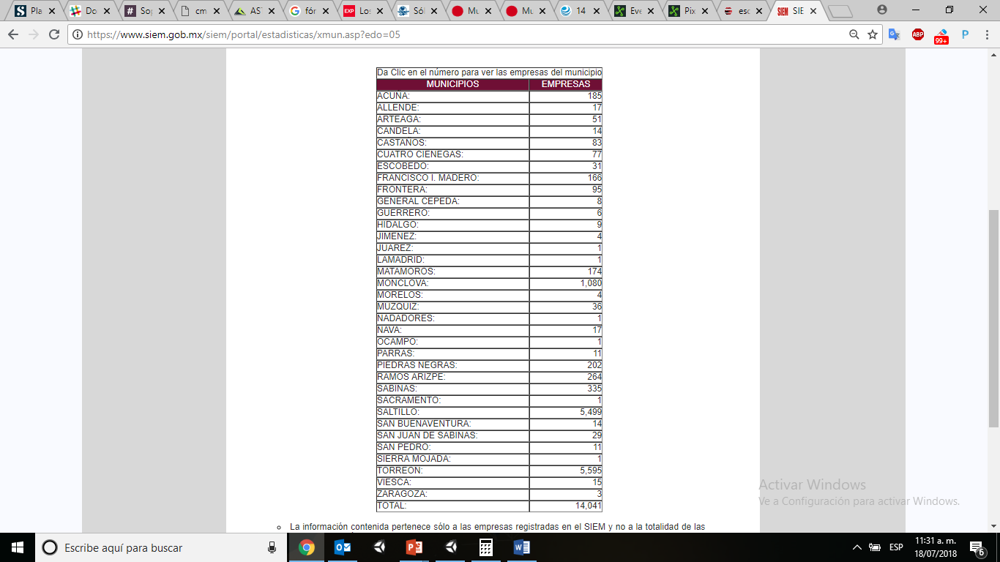 Pla
Do
Sop
cm
AS
fór
EXP Los
Sól
Mu
Mu
14
Eve
Pix
esc
SIEM SIE
https://www.siem.gob.mx/siem/portal/estadisticas/xmun.asp?edo=05
ABP
99+
P
Da Clic en el número para ver las empresas del municipio
MUNICIPIOS EMPRESAS
ACUÑA: 185
ALLENDE: 17
ARTEAGA: 51
CANDELA: 14
CASTAÑOS: 83
CUATRO CIENEGAS: 77
ESCOBEDO: 31
FRANCISCO I. MADERO: 166
FRONTERA: 95
GENERAL CEPEDA: 8
GUERRERO: 6
HIDALGO: 9
JIMENEZ: 4
JUAREZ: 1
LAMADRID: 1
MATAMOROS: 174
MONCLOVA: 1,080
MORELOS: 4
MUZQUIZ: 36
NADADORES: 1
NAVA: 17
OCAMPO: 1
PARRAS: 11
PIEDRAS NEGRAS: 202
RAMOS ARIZPE: 264
SABINAS: 335
SACRAMENTO: 1
SALTILLO: 5,499
SAN BUENAVENTURA: 14
SAN JUAN DE SABINAS: 29
SAN PEDRO: 11
SIERRA MOJADA: 1
TORREON: 5,595
VIESCA: 15
ZARAGOZA: 3
TOTAL: 14,041
La información contenida pertenece sólo a las empresas registradas en el SIEM y no a la totalidad de las
Activar Windows
Ve a Configuración para activar Windows.
Escribe aquí para buscar
ESP
11:31 a. m.
18/07/2018
6